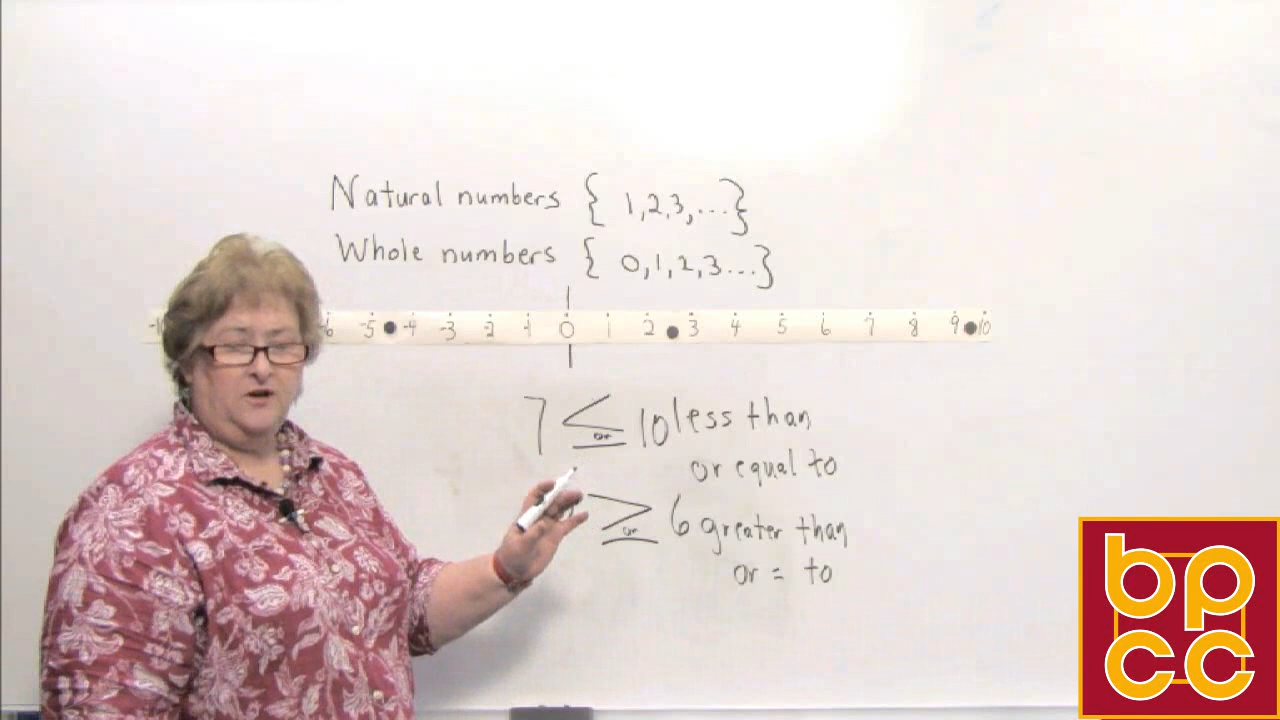 Natural numbers { 1,2,3,...}
Whole numbers { 0,1,2,3...}
-6 -5 -4 -3 -2 -1 0 1 2 3 4 5 6 7 8 9 10
7 ≤ 10 less than
or
or equal to
≥ 6 greater than
or
or = to
bp
cc